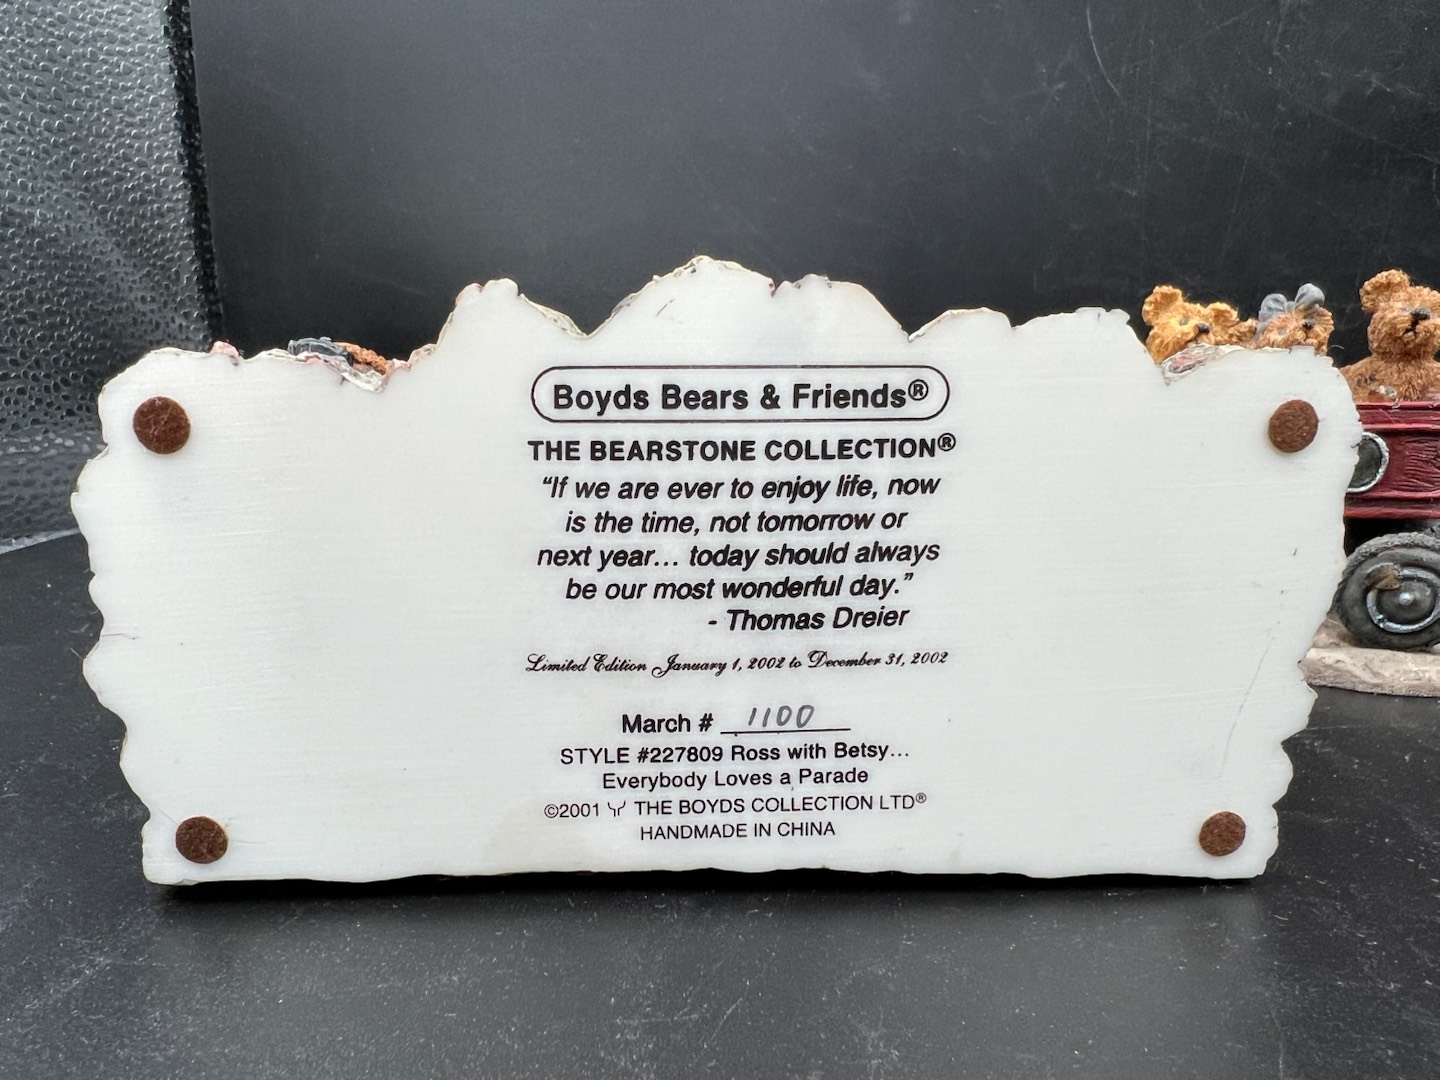 Boyds Bears & Friends®
THE BEARSTONE COLLECTION®
“If we are ever to enjoy life, now
is the time, not tomorrow or
next year... today should always
be our most wonderful day.”
- Thomas Dreier
Limited Edition January 1, 2002 to December 31, 2002
March # 1100
STYLE #227809 Ross with Betsy...
Everybody Loves a Parade
©2001 THE BOYDS COLLECTION LTD®
HANDMADE IN CHINA